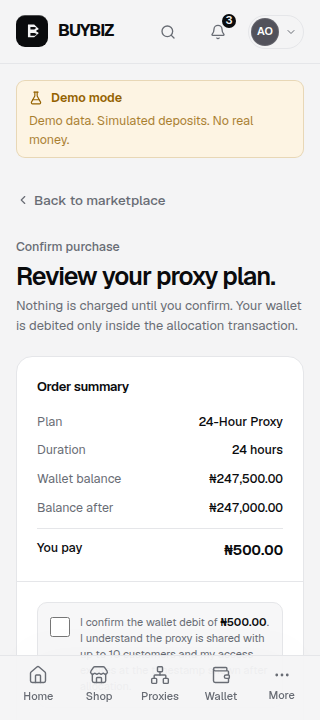 BUYBIZ
3
AO
Demo mode
Demo data. Simulated deposits. No real
money.
Back to marketplace
Confirm purchase
Review your proxy plan.
Nothing is charged until you confirm. Your wallet
is debited only inside the allocation transaction.
Order summary
Plan 24-Hour Proxy
Duration 24 hours
Wallet balance ₦247,500.00
Balance after ₦247,000.00
You pay ₦500.00
I confirm the wallet debit of ₦500.00.
I understand the proxy is shared with
up to 10 customers and my access
Home Shop Proxies Wallet More